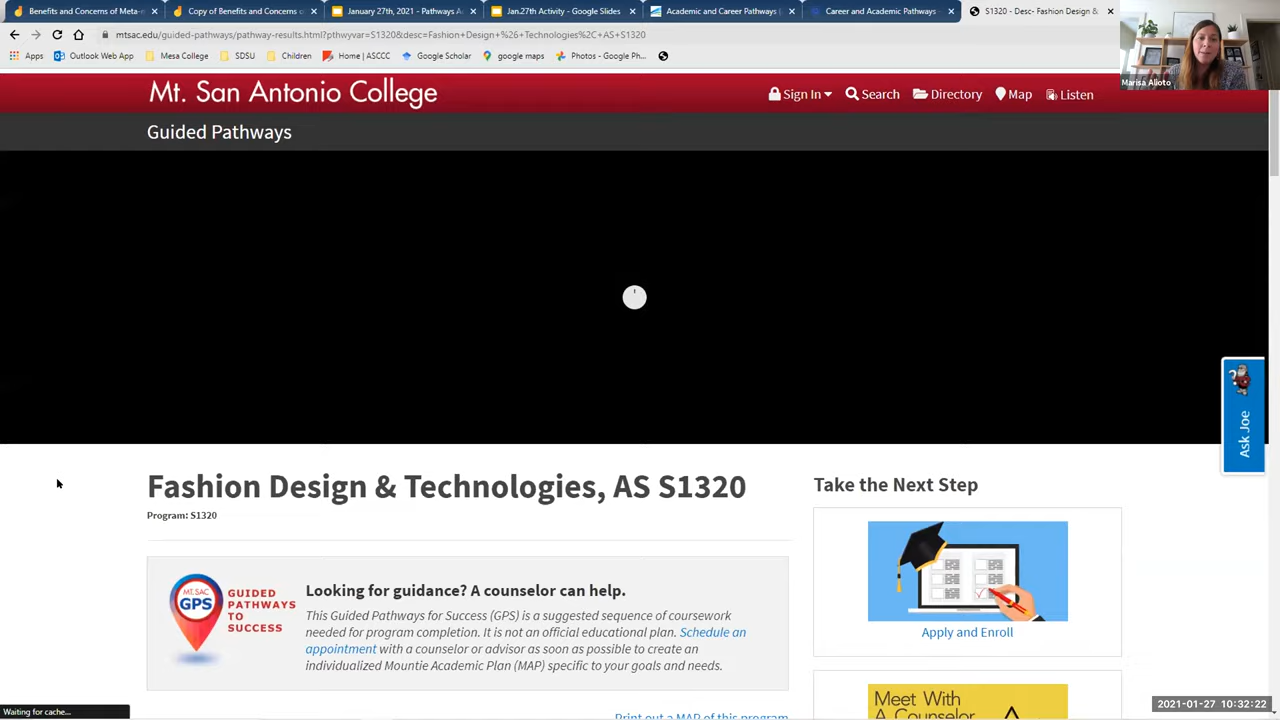 Benefits and Concerns of Meta-
Copy of Benefits and Concerns o
January 27th, 2021 - Pathways A
Jan.27th Activity - Google Slides
Academic and Career Pathways |
Career and Academic Pathways
S1320 - Desc- Fashion Design &
mtsac.edu/guided-pathways/pathway-results.html?pthwyvar=S1320&desc=Fashion+Design+%26+Technologies%2C+AS+S1320
Apps
Outlook Web App
Mesa College
SDSU
Children
Home | ASCCC
Google Scholar
google maps
Photos - Google Ph...
Marisa Alioto
Mt. San Antonio College
Sign In
Search
Directory
Map
Listen
Guided Pathways
? Ask Joe
Fashion Design & Technologies, AS S1320
Program: S1320
MT. SAC
GPS
GUIDED
PATHWAYS
TO
SUCCESS
Looking for guidance? A counselor can help.
This Guided Pathways for Success (GPS) is a suggested sequence of coursework
needed for program completion. It is not an official educational plan. Schedule an
appointment with a counselor or advisor as soon as possible to create an
individualized Mountie Academic Plan (MAP) specific to your goals and needs.
Print out a MAP of this program
Take the Next Step
Apply and Enroll
Meet With
A Counselor
Waiting for cache...
2021-01-27 10:32:22